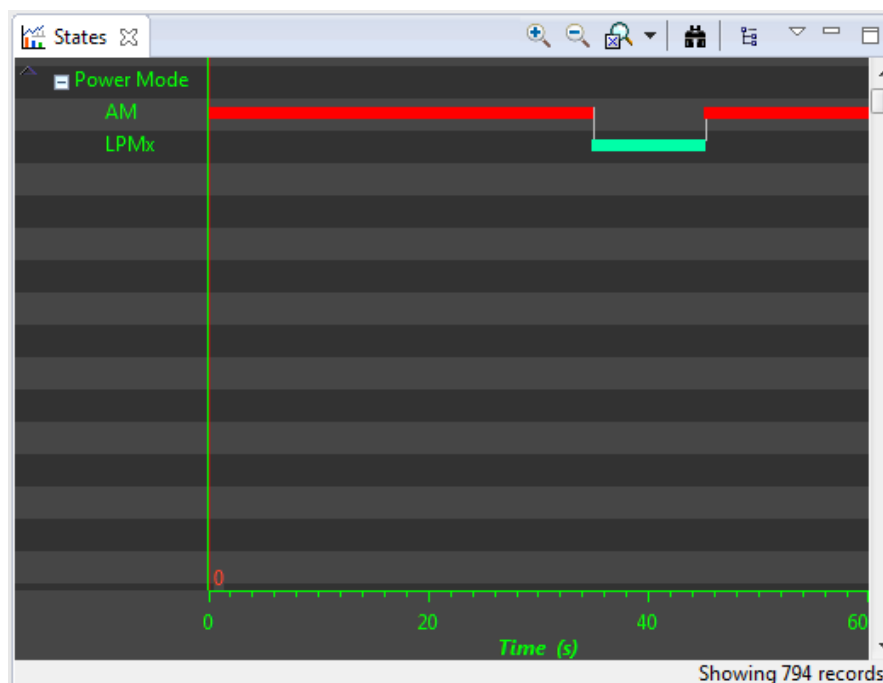 States
Power Mode
AM
LPMx
0
0 20 40 60
Time (s)
Showing 794 records